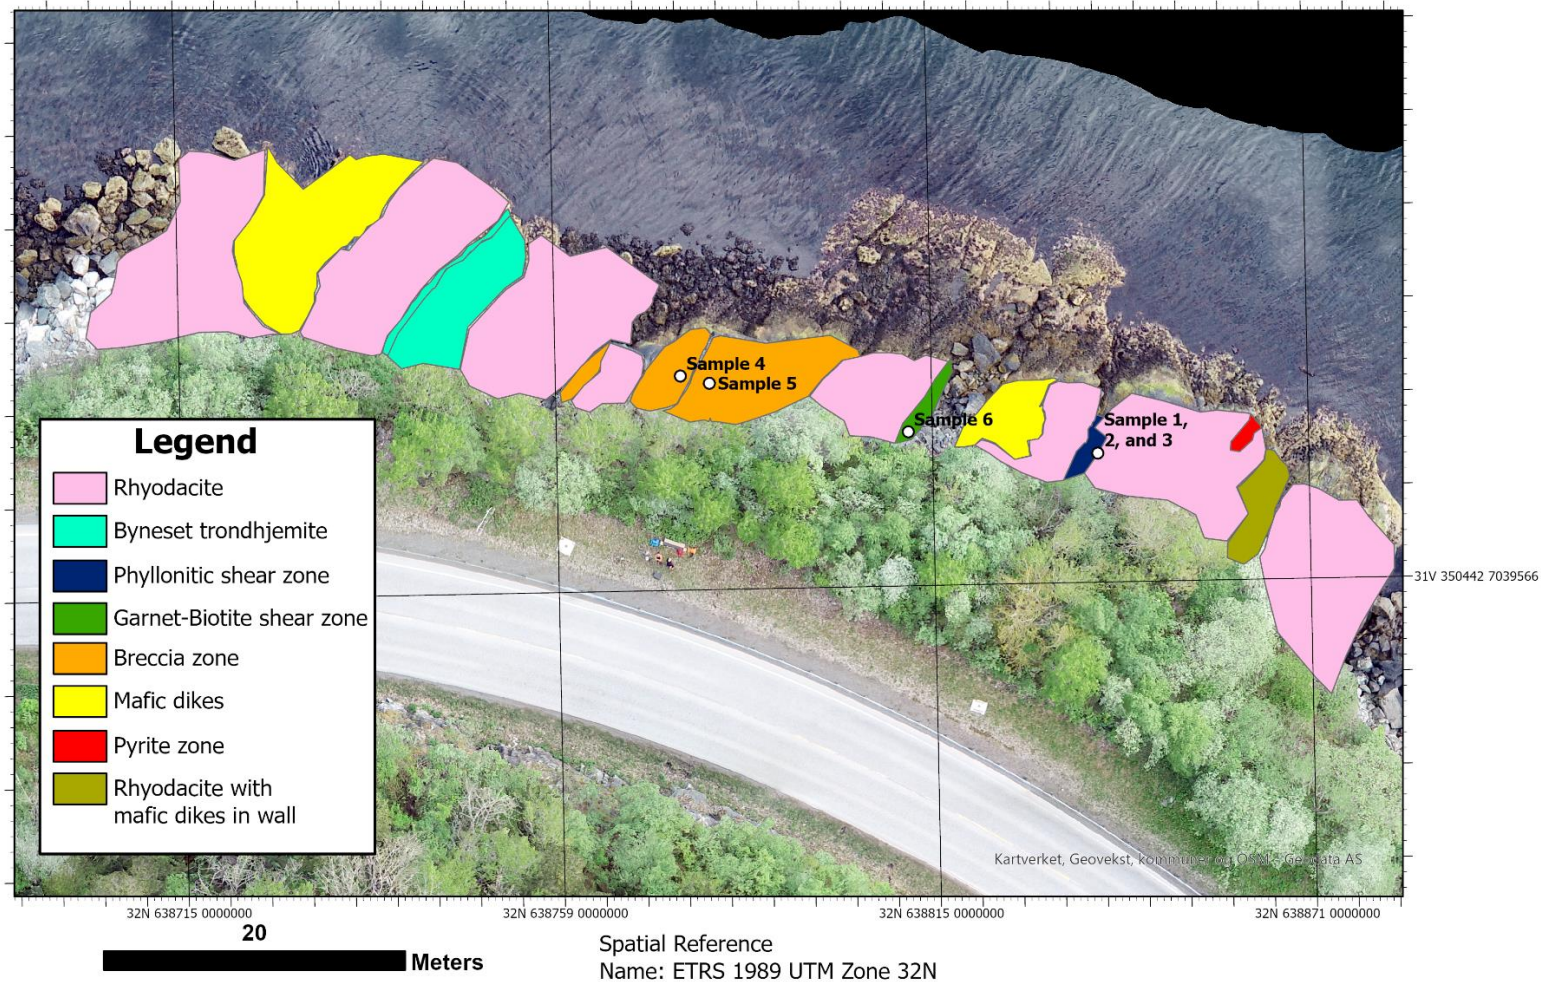 Sample 4
Sample 5
Sample 6
Sample 1,
2, and 3
Legend
Rhyodacite
Byneset trondhjemite
Phyllonitic shear zone
Garnet-Biotite shear zone
Breccia zone
Mafic dikes
Pyrite zone
Rhyodacite with
mafic dikes in wall
31V 350442 7039566
Kartverket, Geovekst, kommuner og OSM - Geodata AS
32N 638715 0000000
32N 638759 0000000
32N 638815 0000000
32N 638871 0000000
20
Meters
Spatial Reference
Name: ETRS 1989 UTM Zone 32N